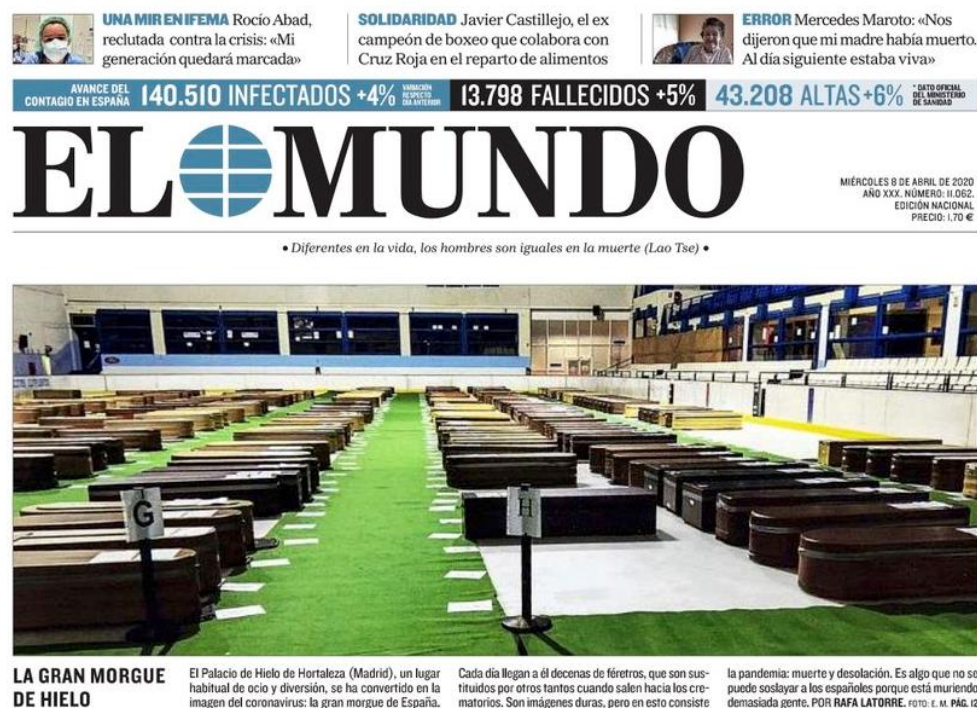 UNA MIR EN IFEMA Rocío Abad,
reclutada contra la crisis: «Mi
generación quedará marcada»
SOLIDARIDAD Javier Castillejo, el ex
campeón de boxeo que colabora con
Cruz Roja en el reparto de alimentos
ERROR Mercedes Maroto: «Nos
dijeron que mi madre había muerto.
Al día siguiente estaba viva»
AVANCE DEL
CONTAGIO EN ESPAÑA
140.510 INFECTADOS +4%
VARIACIÓN
RESPECTO
DÍA ANTERIOR
13.798 FALLECIDOS +5%
43.208 ALTAS +6%
* DATO OFICIAL
DEL MINISTERIO
DE SANIDAD
EL MUNDO
MIÉRCOLES 8 DE ABRIL DE 2020
AÑO XXX. NÚMERO: 11.062.
EDICIÓN NACIONAL
PRECIO: 1,70 €
• Diferentes en la vida, los hombres son iguales en la muerte (Lao Tse) •
G
H
LA GRAN MORGUE
DE HIELO
El Palacio de Hielo de Hortaleza (Madrid), un lugar
habitual de ocio y diversión, se ha convertido en la
imagen del coronavirus: la gran morgue de España.
Cada día llegan a él decenas de féretros, que son sus-
tituidos por otros tantos cuando salen hacia los cre-
matorios. Son imágenes duras, pero en esto consiste
la pandemia: muerte y desolación. Es algo que no se
puede soslayar a los españoles porque está muriendo
demasiada gente. POR RAFA LATORRE. FOTO: E. M. PÁG.